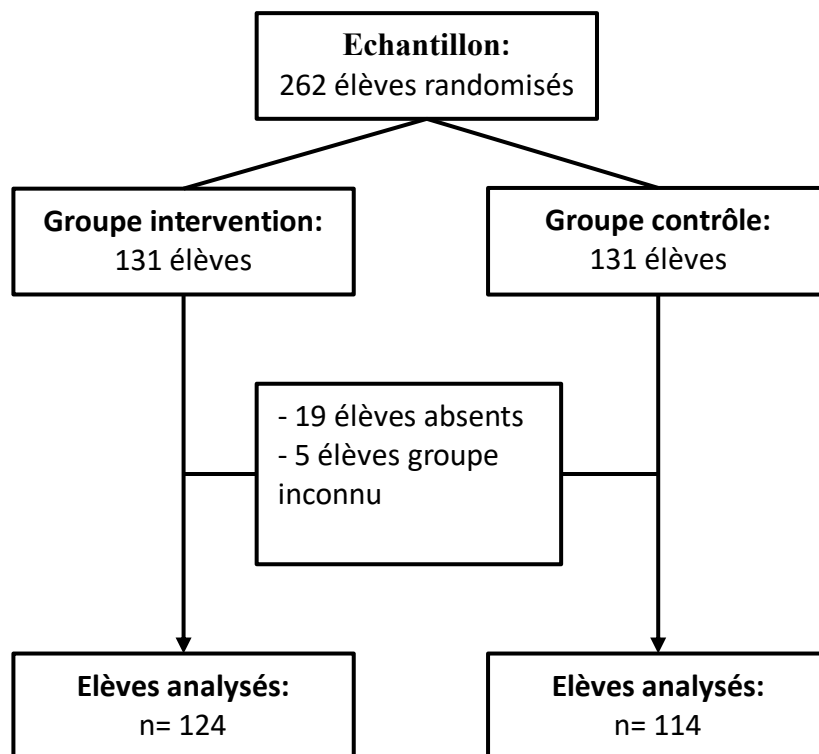 Echantillon:
262 élèves randomisés
Groupe intervention:
131 élèves
Groupe contrôle:
131 élèves
- 19 élèves absents
- 5 élèves groupe
inconnu
Elèves analysés:
n= 124
Elèves analysés:
n= 114